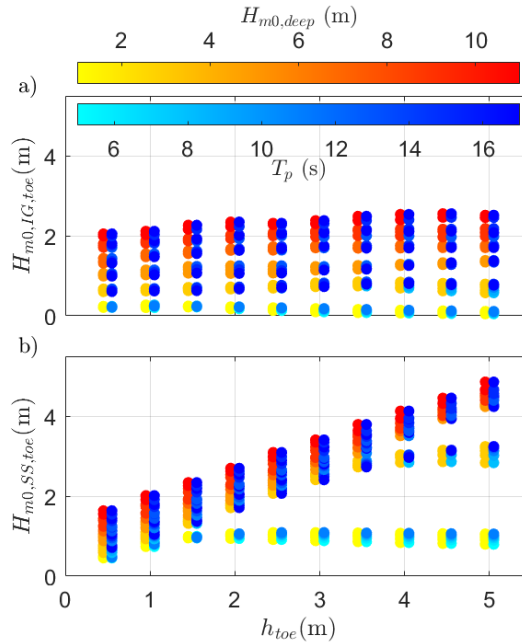 H_{m0,deep} (m)
2 4 6 8 10
a)
6 8 10 12 14 16
T_p (s)
H_{m0,IG,toe}(m)
4
2
0
b)
H_{m0,SS,toe}(m)
4
2
0
0 1 2 3 4 5
h_{toe}(m)